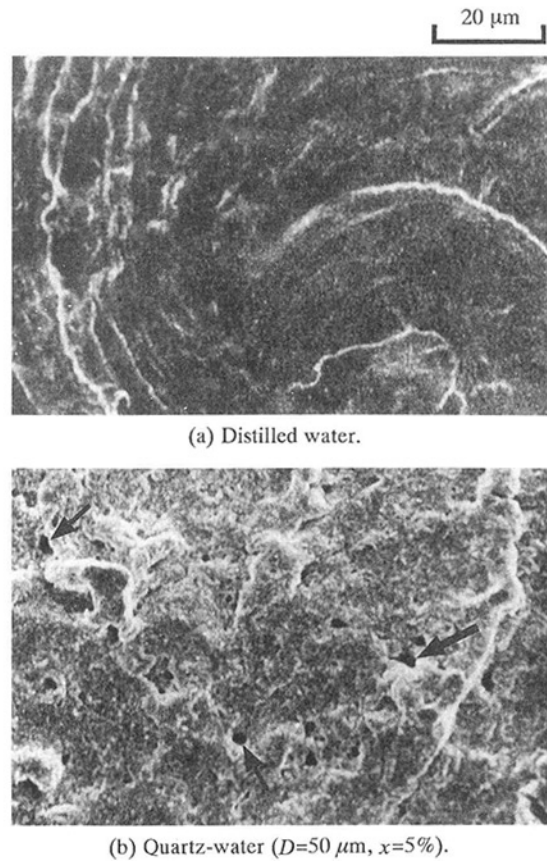 20 μm
(a) Distilled water.
(b) Quartz-water (D=50 μm, x=5%).